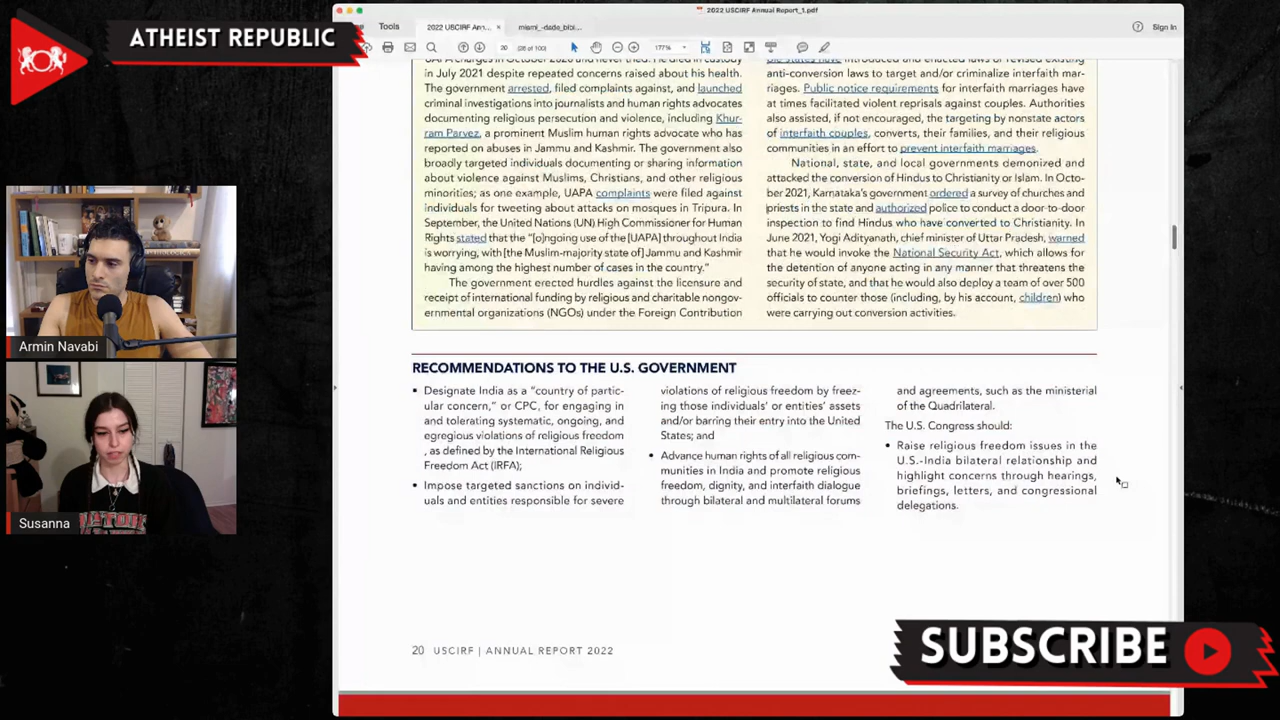 ATHEIST REPUBLIC
2022 USCIRF Annual Report_1.pdf
Tools
2022 USCIRF Ann...
×
Sign In
20
(26 of 100)
177%
in July 2021 despite repeated concerns raised about his health.
The government arrested, filed complaints against, and launched
criminal investigations into journalists and human rights advocates
documenting religious persecution and violence, including Khur-
ram Parvez, a prominent Muslim human rights advocate who has
reported on abuses in Jammu and Kashmir. The government also
broadly targeted individuals documenting or sharing information
about violence against Muslims, Christians, and other religious
minorities; as one example, UAPA complaints were filed against
individuals for tweeting about attacks on mosques in Tripura. In
September, the United Nations (UN) High Commissioner for Human
Rights stated that the "[o]ngoing use of the [UAPA] throughout India
is worrying, with [the Muslim-majority state of] Jammu and Kashmir
having among the highest number of cases in the country."
The government erected hurdles against the licensure and
receipt of international funding by religious and charitable nongov-
ernmental organizations (NGOs) under the Foreign Contribution
anti-conversion laws to target and/or criminalize interfaith mar-
riages. Public notice requirements for interfaith marriages have
at times facilitated violent reprisals against couples. Authorities
also assisted, if not encouraged, the targeting by nonstate actors
of interfaith couples, converts, their families, and their religious
communities in an effort to prevent interfaith marriages.
National, state, and local governments demonized and
attacked the conversion of Hindus to Christianity or Islam. In Octo-
ber 2021, Karnataka's government ordered a survey of churches and
priests in the state and authorized police to conduct a door-to-door
inspection to find Hindus who have converted to Christianity. In
June 2021, Yogi Adityanath, chief minister of Uttar Pradesh, warned
that he would invoke the National Security Act, which allows for
the detention of anyone acting in any manner that threatens the
security of state, and that he would also deploy a team of over 500
officials to counter those (including, by his account, children) who
were carrying out conversion activities.
RECOMMENDATIONS TO THE U.S. GOVERNMENT
• Designate India as a "country of partic-
ular concern," or CPC, for engaging in
and tolerating systematic, ongoing, and
egregious violations of religious freedom
, as defined by the International Religious
Freedom Act (IRFA);
• Impose targeted sanctions on individ-
uals and entities responsible for severe
violations of religious freedom by freez-
ing those individuals' or entities' assets
and/or barring their entry into the United
States; and
• Advance human rights of all religious com-
munities in India and promote religious
freedom, dignity, and interfaith dialogue
through bilateral and multilateral forums
and agreements, such as the ministerial
of the Quadrilateral.
The U.S. Congress should:
• Raise religious freedom issues in the
U.S.-India bilateral relationship and
highlight concerns through hearings,
briefings, letters, and congressional
delegations.
20 USCIRF | ANNUAL REPORT 2022
Armin Navabi
Susanna
SUBSCRIBE